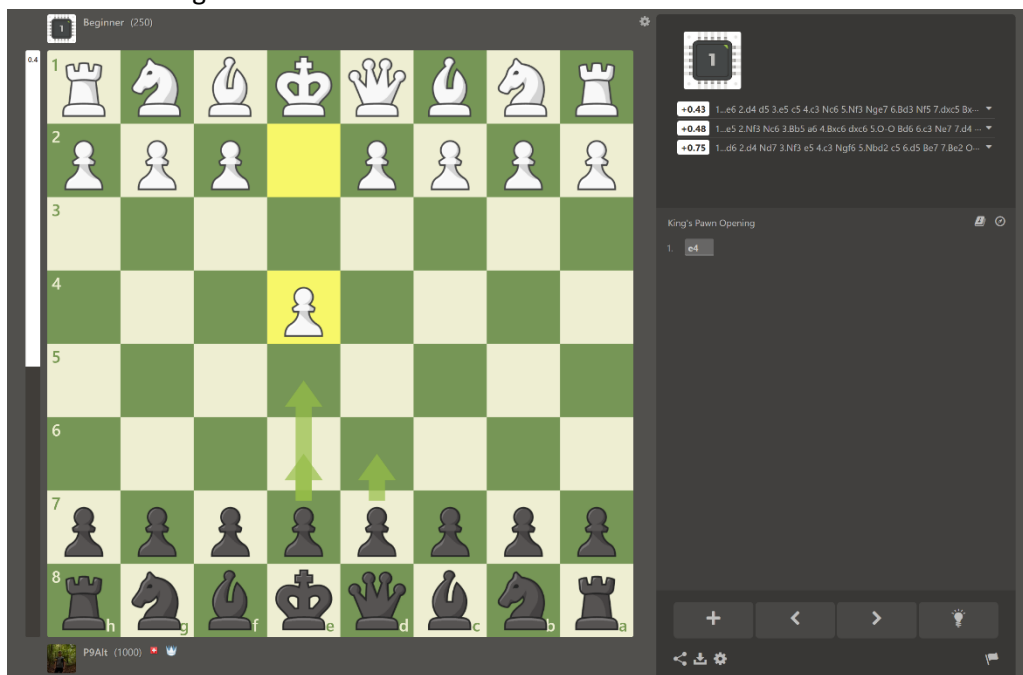 Beginner (250)
0.4
1
2
3
4
5
6
7
8
h g f e d c b a
P9Alt (1000)
1
+0.43 1...e6 2.d4 d5 3.e5 c5 4.c3 Nc6 5.Nf3 Nge7 6.Bd3 Nf5 7.dxc5 Bx...
+0.48 1...e5 2.Nf3 Nc6 3.Bb5 a6 4.Bxc6 dxc6 5.O-O Bd6 6.c3 Ne7 7.d4 ...
+0.75 1...d6 2.d4 Nd7 3.Nf3 e5 4.c3 Ngf6 5.Nbd2 c5 6.d5 Be7 7.Be2 O-...
King's Pawn Opening
1. e4